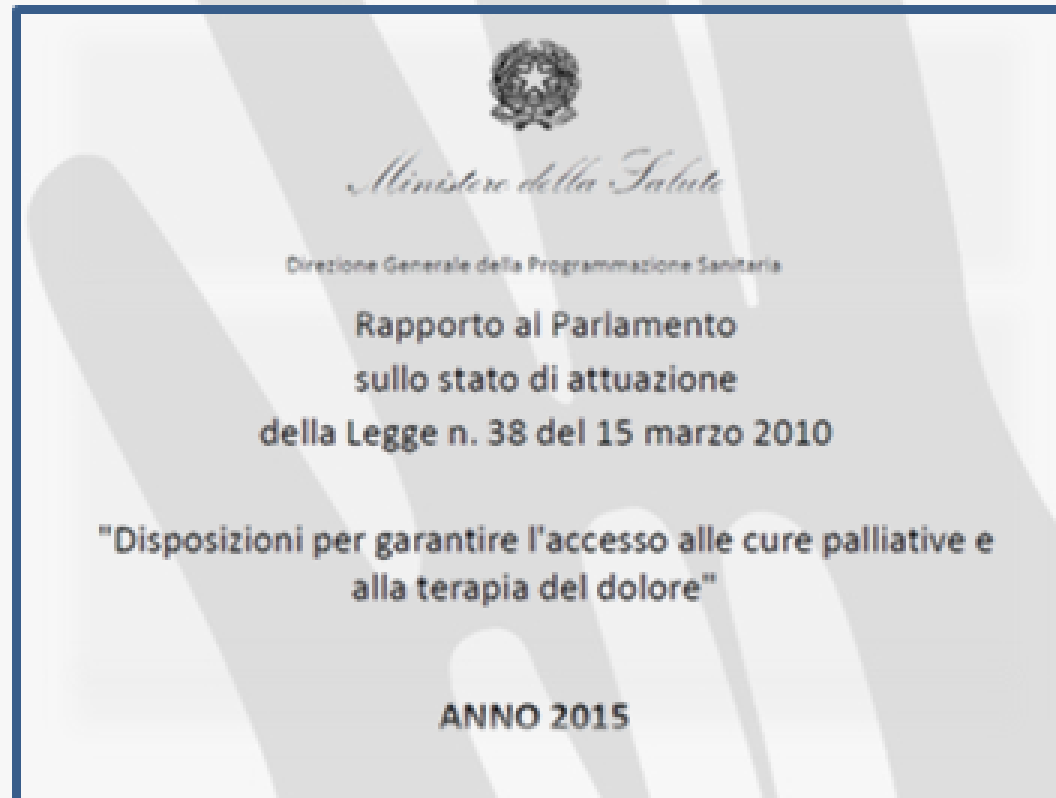 Ministero della Salute
Direzione Generale della Programmazione Sanitaria
Rapporto al Parlamento
sullo stato di attuazione
della Legge n. 38 del 15 marzo 2010
"Disposizioni per garantire l'accesso alle cure palliative e
alla terapia del dolore"
ANNO 2015